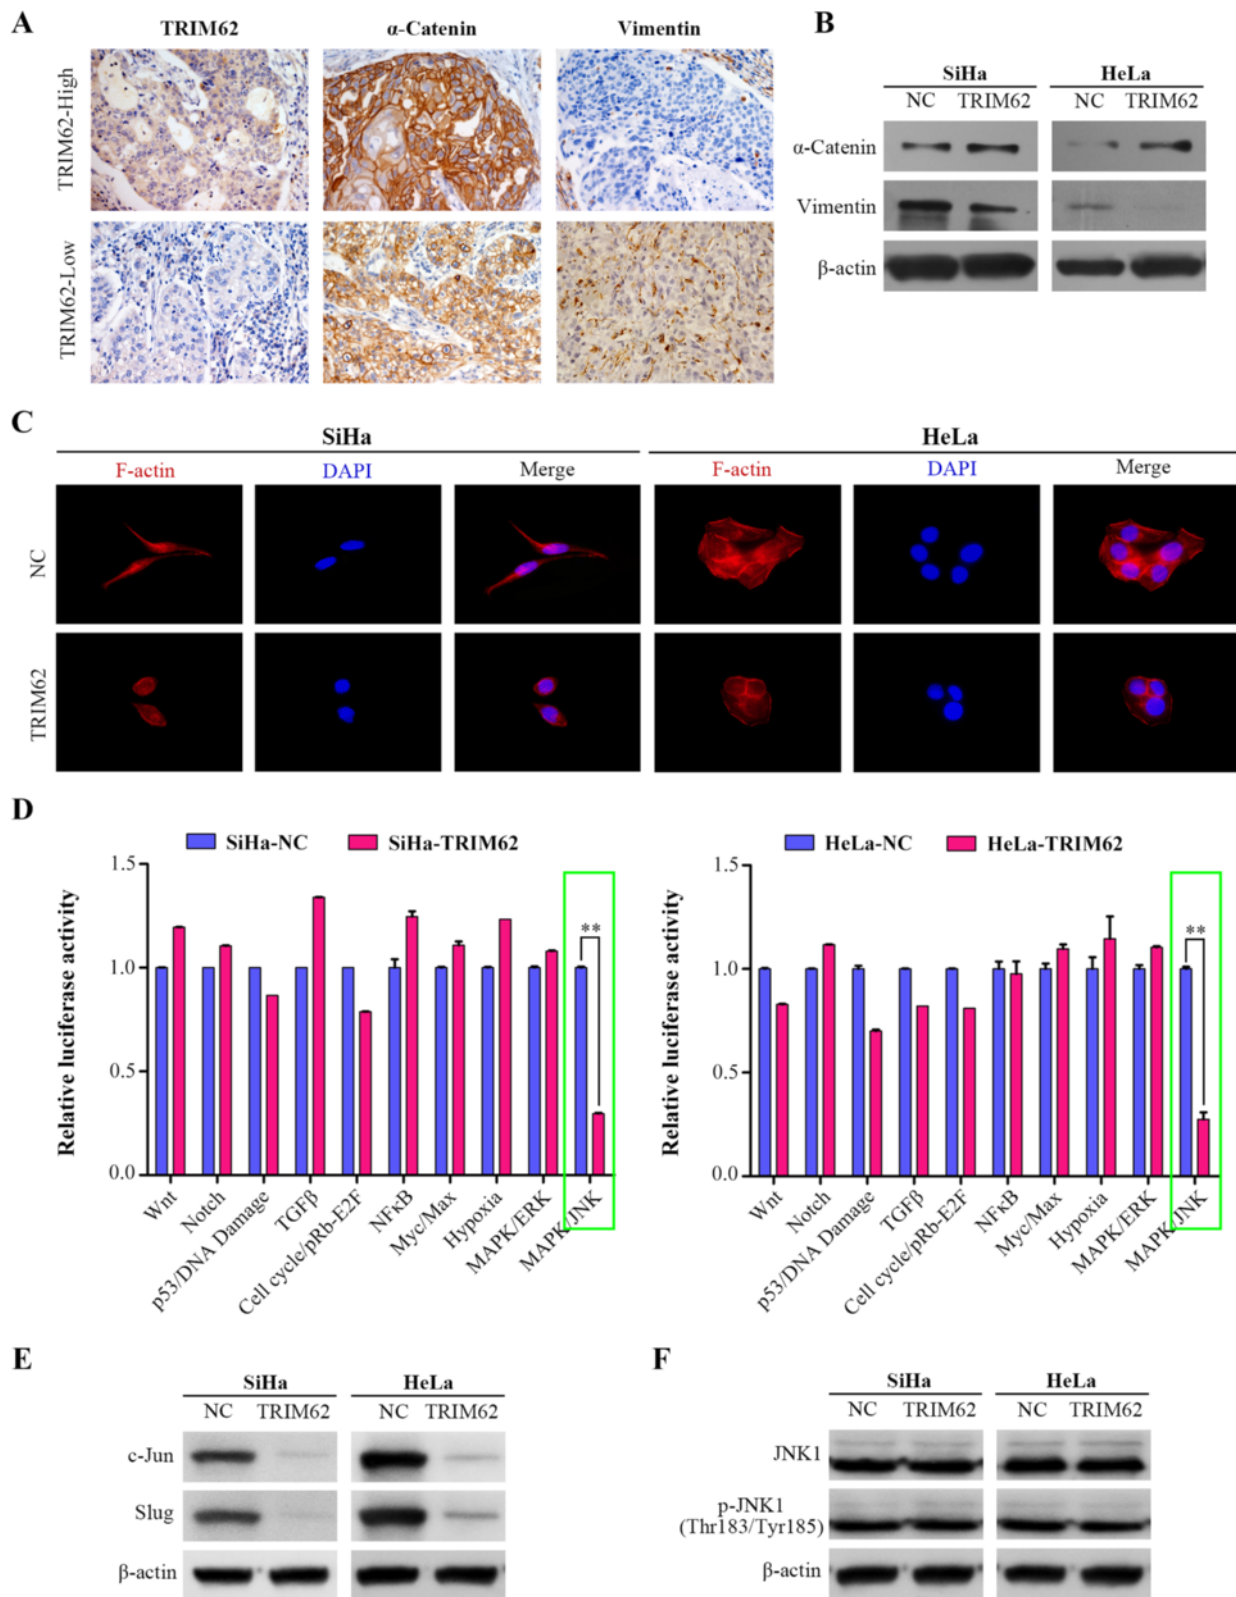 A
TRIM62 α-Catenin Vimentin
TRIM62-High
TRIM62-Low
B
SiHa HeLa
NC TRIM62 NC TRIM62
α-Catenin
Vimentin
β-actin
C
SiHa HeLa
F-actin DAPI Merge F-actin DAPI Merge
NC
TRIM62
D
SiHa-NC SiHa-TRIM62
Relative luciferase activity
1.5
1.0
0.5
0.0
**
Wnt
Notch
p53/DNA Damage
TGFβ
Cell cycle/pRb-E2F
NFκB
Myc/Max
Hypoxia
MAPK/ERK
MAPK/JNK
HeLa-NC HeLa-TRIM62
Relative luciferase activity
1.5
1.0
0.5
0.0
**
Wnt
Notch
p53/DNA Damage
TGFβ
Cell cycle/pRb-E2F
NFκB
Myc/Max
Hypoxia
MAPK/ERK
MAPK/JNK
E
SiHa HeLa
NC TRIM62 NC TRIM62
c-Jun
Slug
β-actin
F
SiHa HeLa
NC TRIM62 NC TRIM62
JNK1
p-JNK1
(Thr183/Tyr185)
β-actin